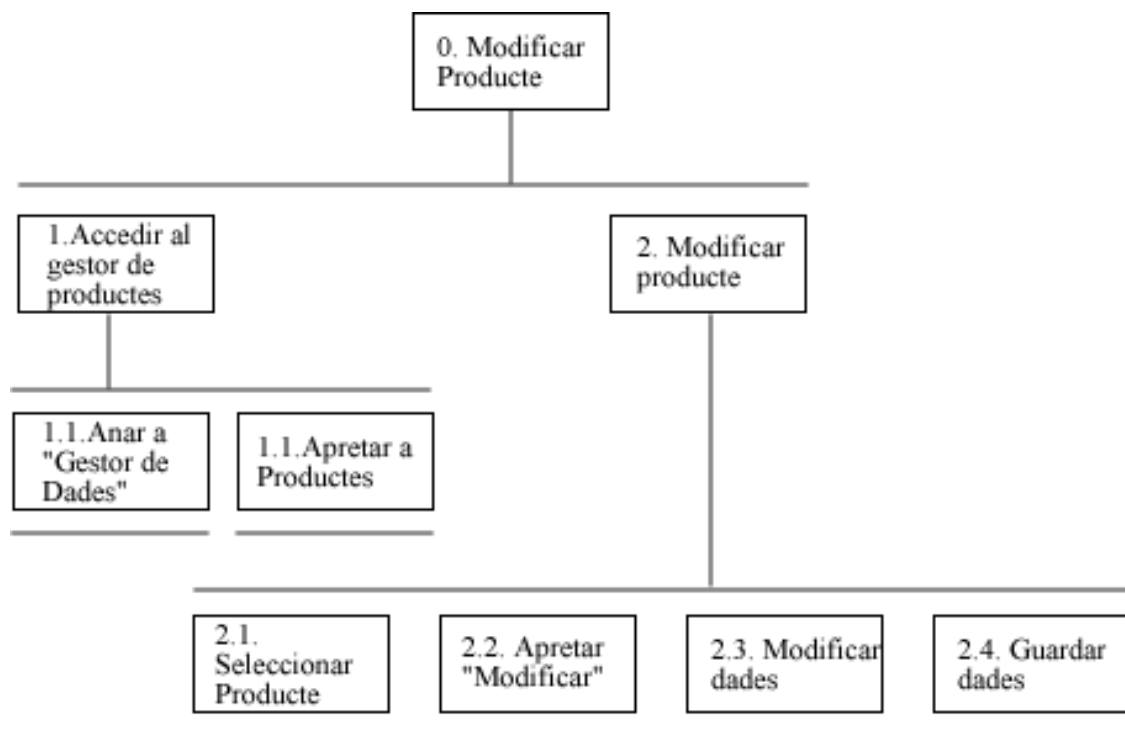 0. Modificar
Producte
1.Accedir al
gestor de
productes
2. Modificar
producte
1.1.Anar a
"Gestor de
Dades"
1.1.Apretar a
Productes
2.1.
Seleccionar
Producte
2.2. Apretar
"Modificar"
2.3. Modificar
dades
2.4. Guardar
dades